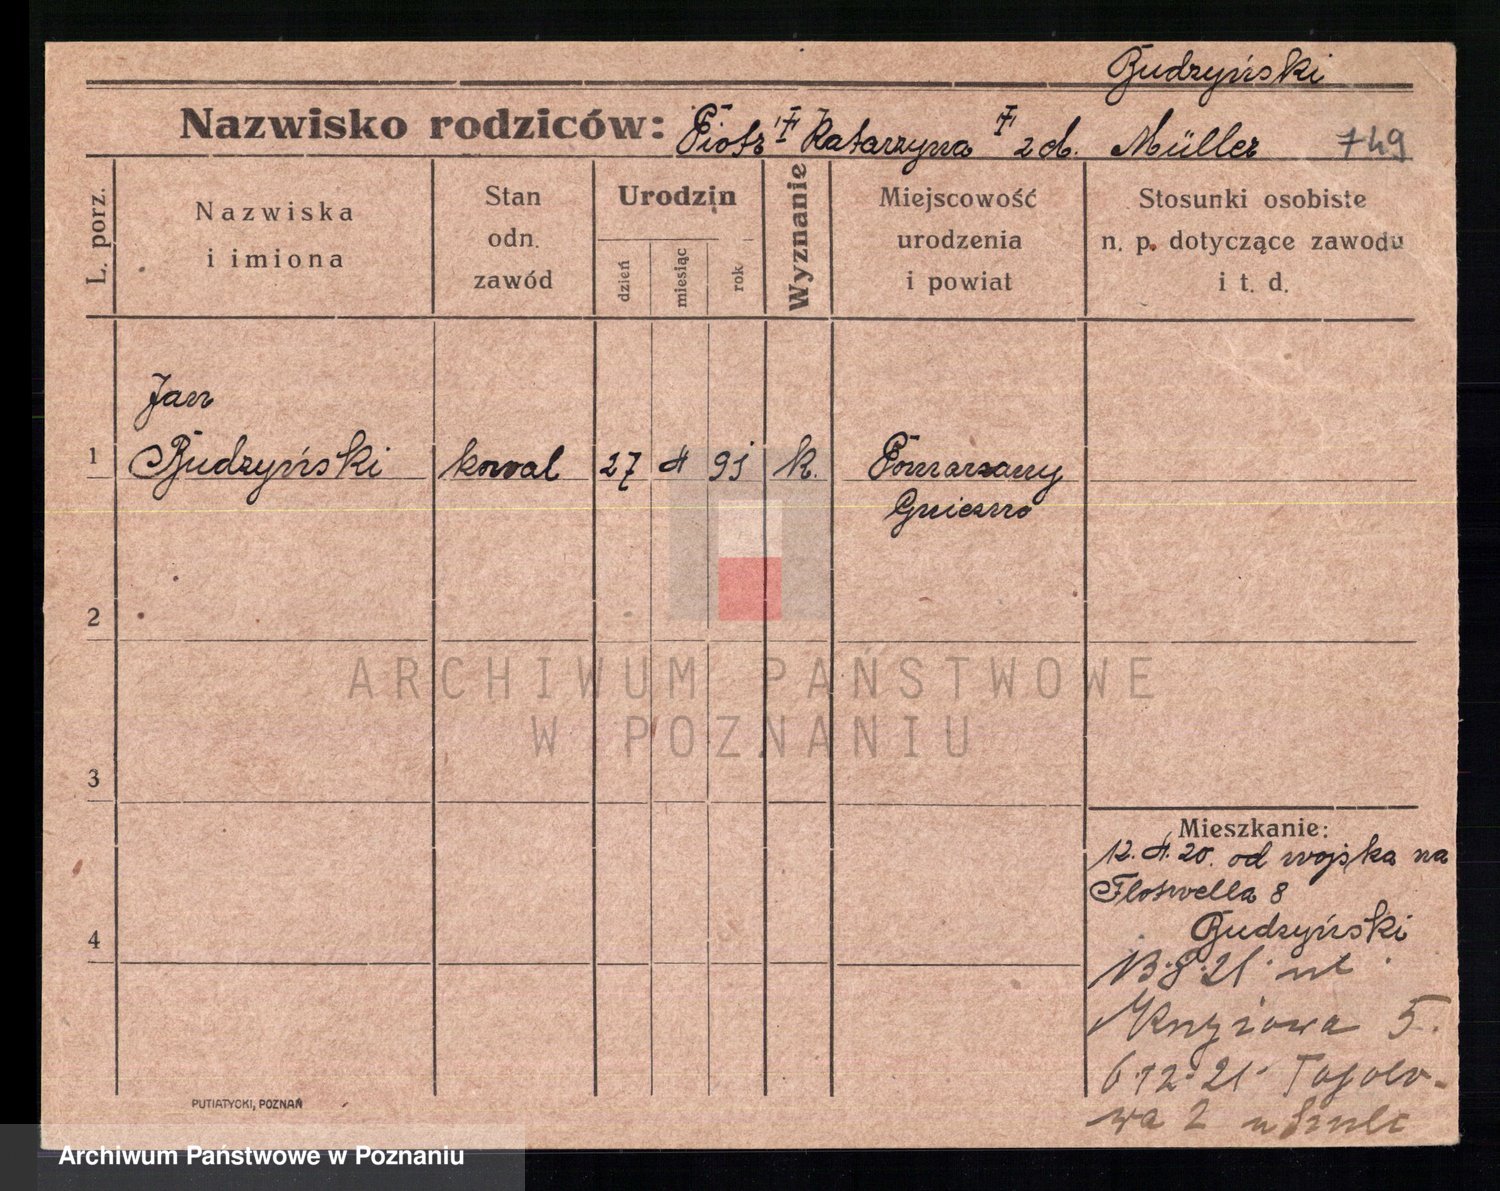 Budzyński
Nazwisko rodziców: Piotr † Katarzyna † z d. Müller 749
L. porz.
Nazwiska
i imiona
Stan
odn.
zawód
Urodzin
dzień
miesiąc
rok
Wyznanie
Miejscowość
urodzenia
i powiat
Stosunki osobiste
n. p. dotyczące zawodu
i t. d.
Jan
1 Budzyński kowal 27 4 91 k. Pomarzany
Gniezno
2
ARCHIWUM PAŃSTWOWE
W POZNANIU
3
4
Mieszkanie:
12. 4. 20. od wojska na
Flotwella 8
Budzyński
13.8.21. ul
Krzyżowa 5.
6.12.21. Topolo-
wa 2 u Szulc
PUTIATYCKI, POZNAŃ
Archiwum Państwowe w Poznaniu